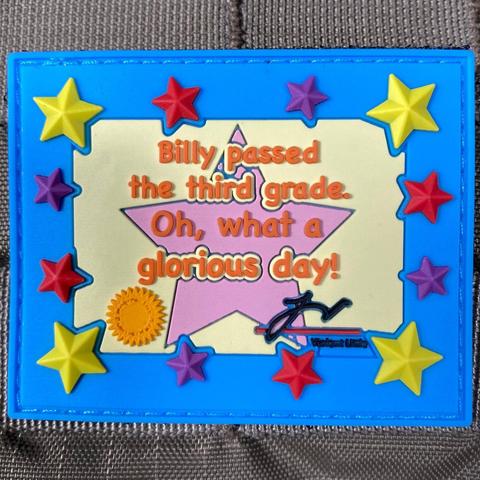 Billy passed
the third grade.
Oh, what a
glorious day!